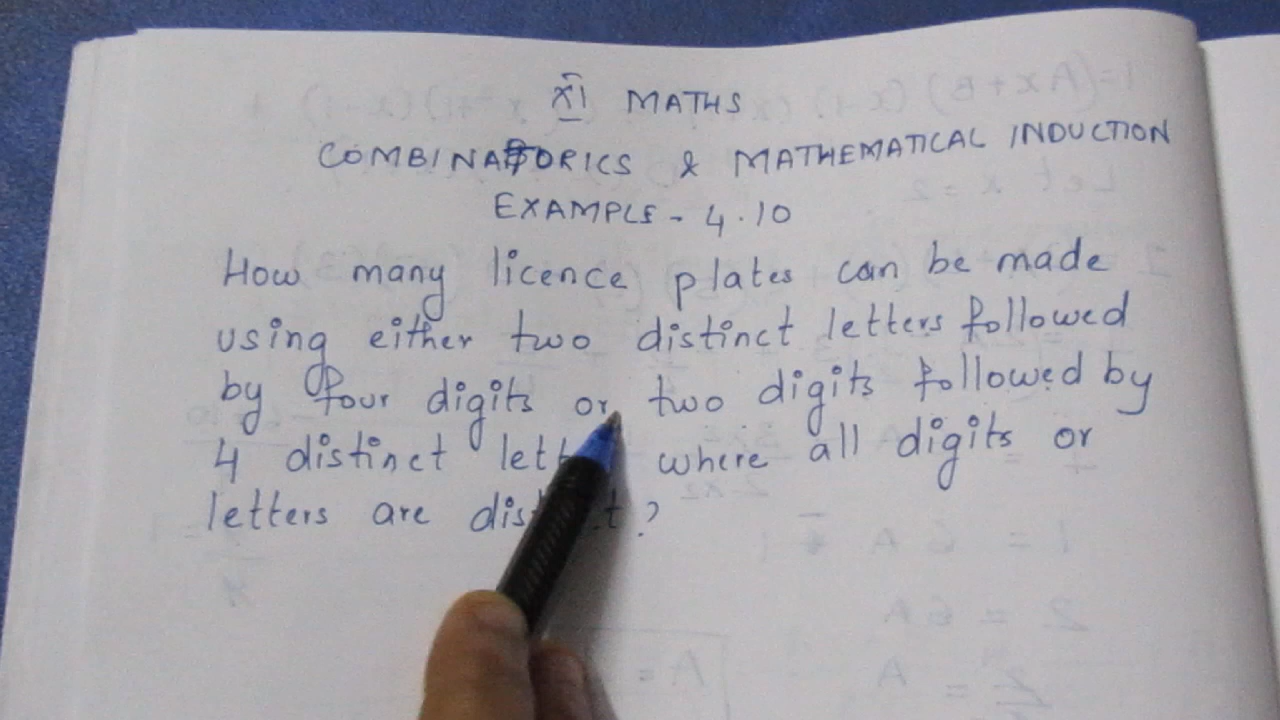 XI MATHS
COMBINATORICS & MATHEMATICAL INDUCTION
EXAMPLE - 4.10
How many licence plates can be made
using either two distinct letters followed
by four digits or two digits followed by
4 distinct where all digits or
letters are ?